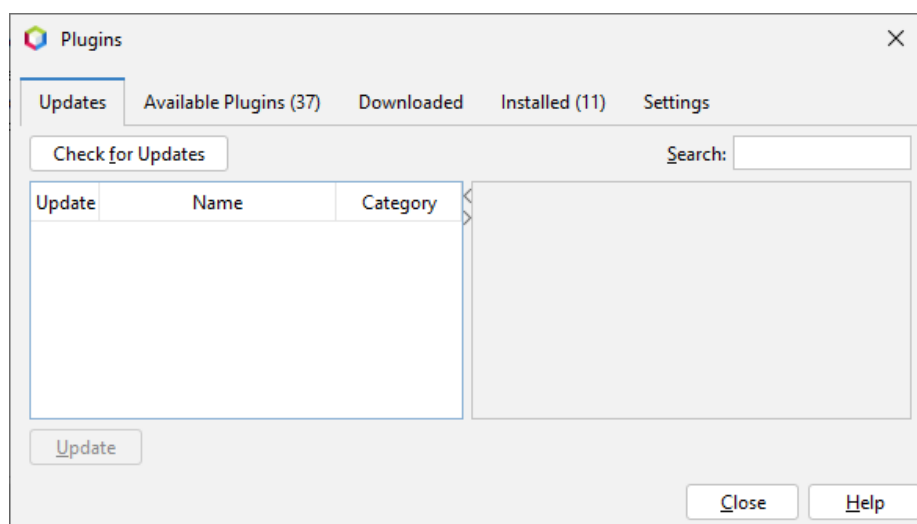 Plugins
Updates Available Plugins (37) Downloaded Installed (11) Settings
Check for Updates Search:
Update Name Category
Update
Close Help